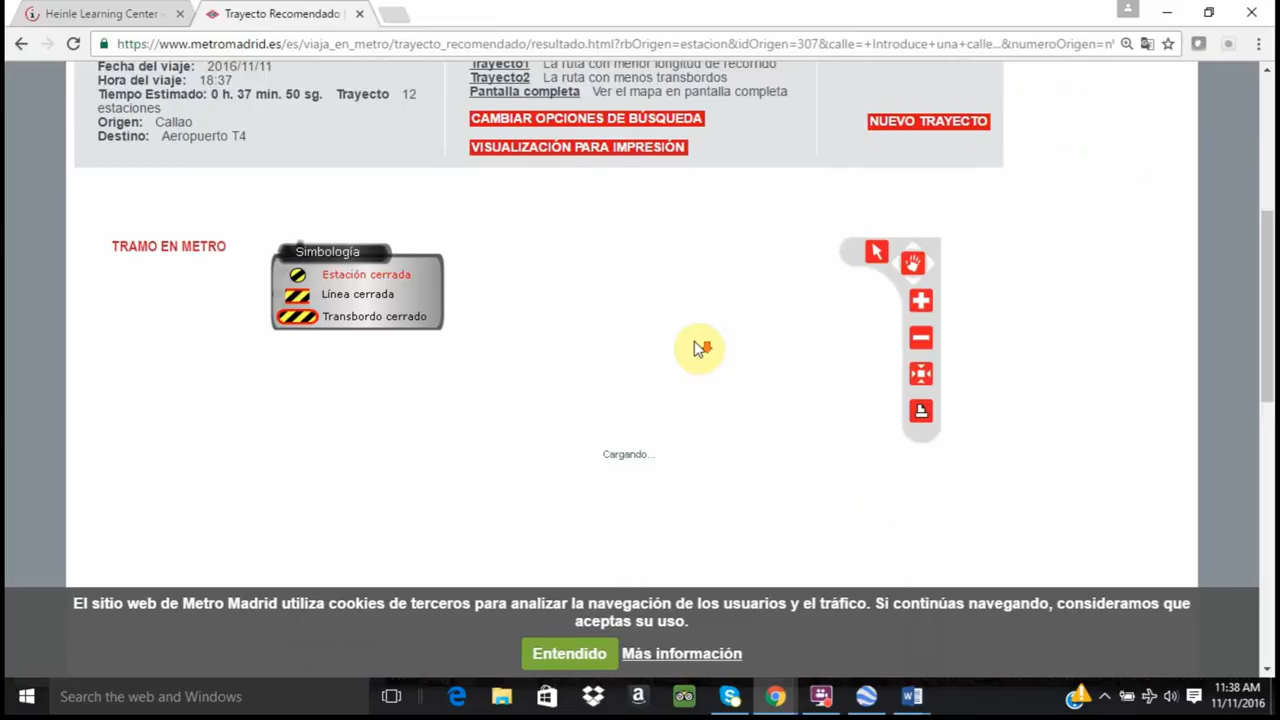 Heinle Learning Center
Trayecto Recomendado
https://www.metromadrid.es/es/viaja_en_metro/trayecto_recomendado/resultado.html?rbOrigen=estacion&idOrigen=307&calle=+Introduce+una+calle...&numeroOrigen=n
Fecha del viaje: 2016/11/11
Hora del viaje: 18:37
Tiempo Estimado: 0 h. 37 min. 50 sg. Trayecto 12
estaciones
Origen: Callao
Destino: Aeropuerto T4
Trayecto1 La ruta con menor longitud de recorrido
Trayecto2 La ruta con menos transbordos
Pantalla completa Ver el mapa en pantalla completa
CAMBIAR OPCIONES DE BÚSQUEDA
VISUALIZACIÓN PARA IMPRESIÓN
NUEVO TRAYECTO
TRAMO EN METRO
Simbología
Estación cerrada
Línea cerrada
Transbordo cerrado
Cargando...
El sitio web de Metro Madrid utiliza cookies de terceros para analizar la navegación de los usuarios y el tráfico. Si continúas navegando, consideramos que
aceptas su uso.
Entendido Más información
Search the web and Windows
11:38 AM
11/11/2016